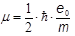 μ = 1/2 · ħ · e₀/m